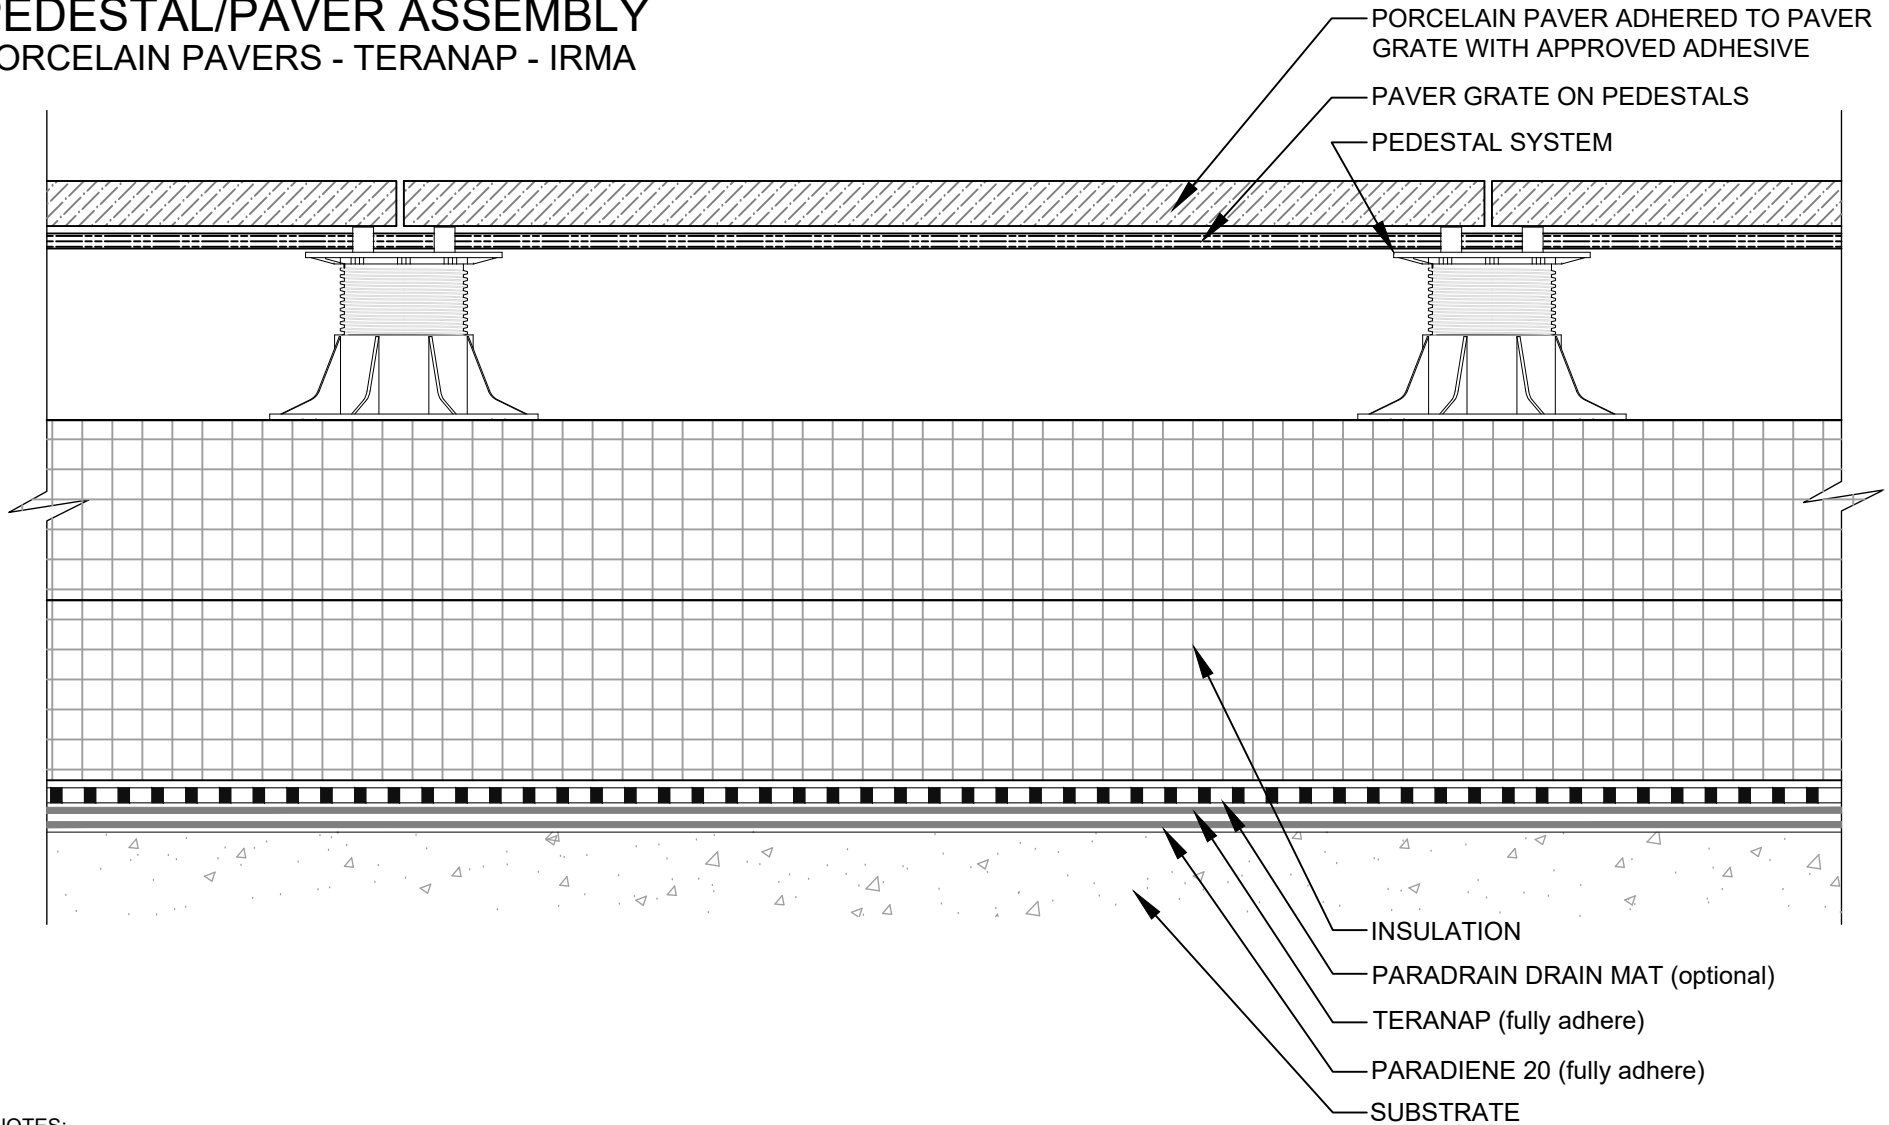 PEDESTAL/PAVER ASSEMBLY
PORCELAIN PAVERS - TERANAP - IRMA
PORCELAIN PAVER ADHERED TO PAVER
GRATE WITH APPROVED ADHESIVE
PAVER GRATE ON PEDESTALS
PEDESTAL SYSTEM
INSULATION
PARADRAIN DRAIN MAT (optional)
TERANAP (fully adhere)
PARADIENE 20 (fully adhere)
SUBSTRATE
NOTES: